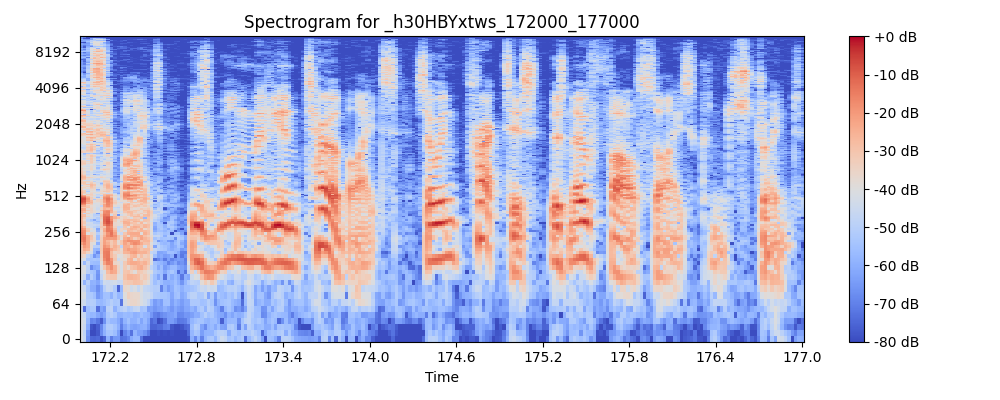 Spectrogram for _h30HBYxtws_172000_177000
Hz
8192
4096
2048
1024
512
256
128
64
0
172.2 172.8 173.4 174.0 174.6 175.2 175.8 176.4 177.0
Time
+0 dB
-10 dB
-20 dB
-30 dB
-40 dB
-50 dB
-60 dB
-70 dB
-80 dB